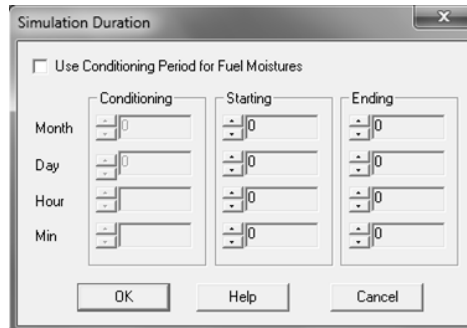 Simulation Duration
x
Use Conditioning Period for Fuel Moistures
Conditioning Starting Ending
Month 0 0 0
Day 0 0 0
Hour 0 0
Min 0 0
OK Help Cancel